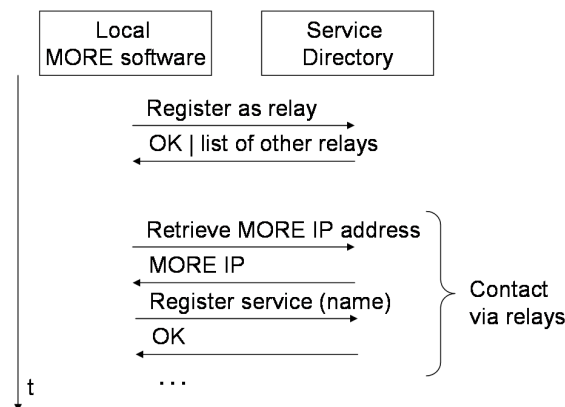 Local
MORE software
Service
Directory
Register as relay
OK | list of other relays
Retrieve MORE IP address
MORE IP
Register service (name)
OK
...
Contact
via relays
t